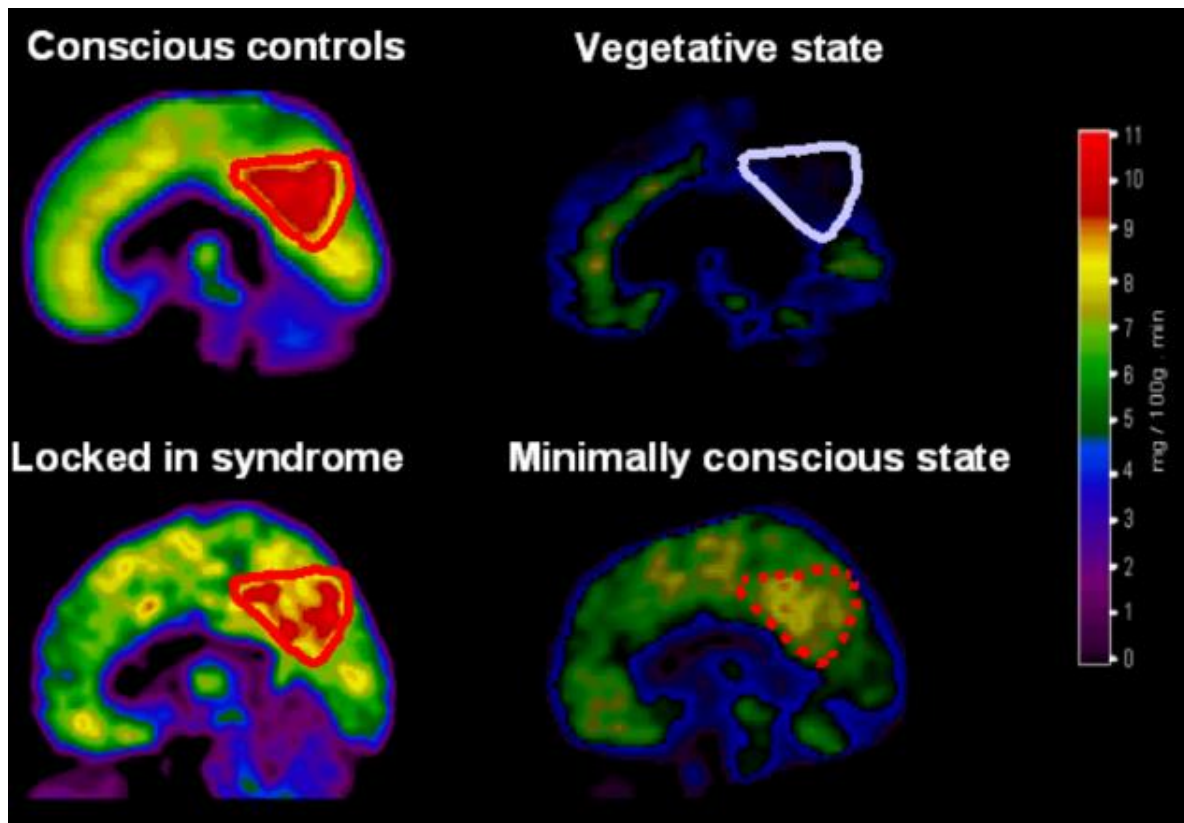 Conscious controls
Vegetative state
Locked in syndrome
Minimally conscious state
11
10
9
8
7
6
5
4
3
2
1
0
mg / 100g . min